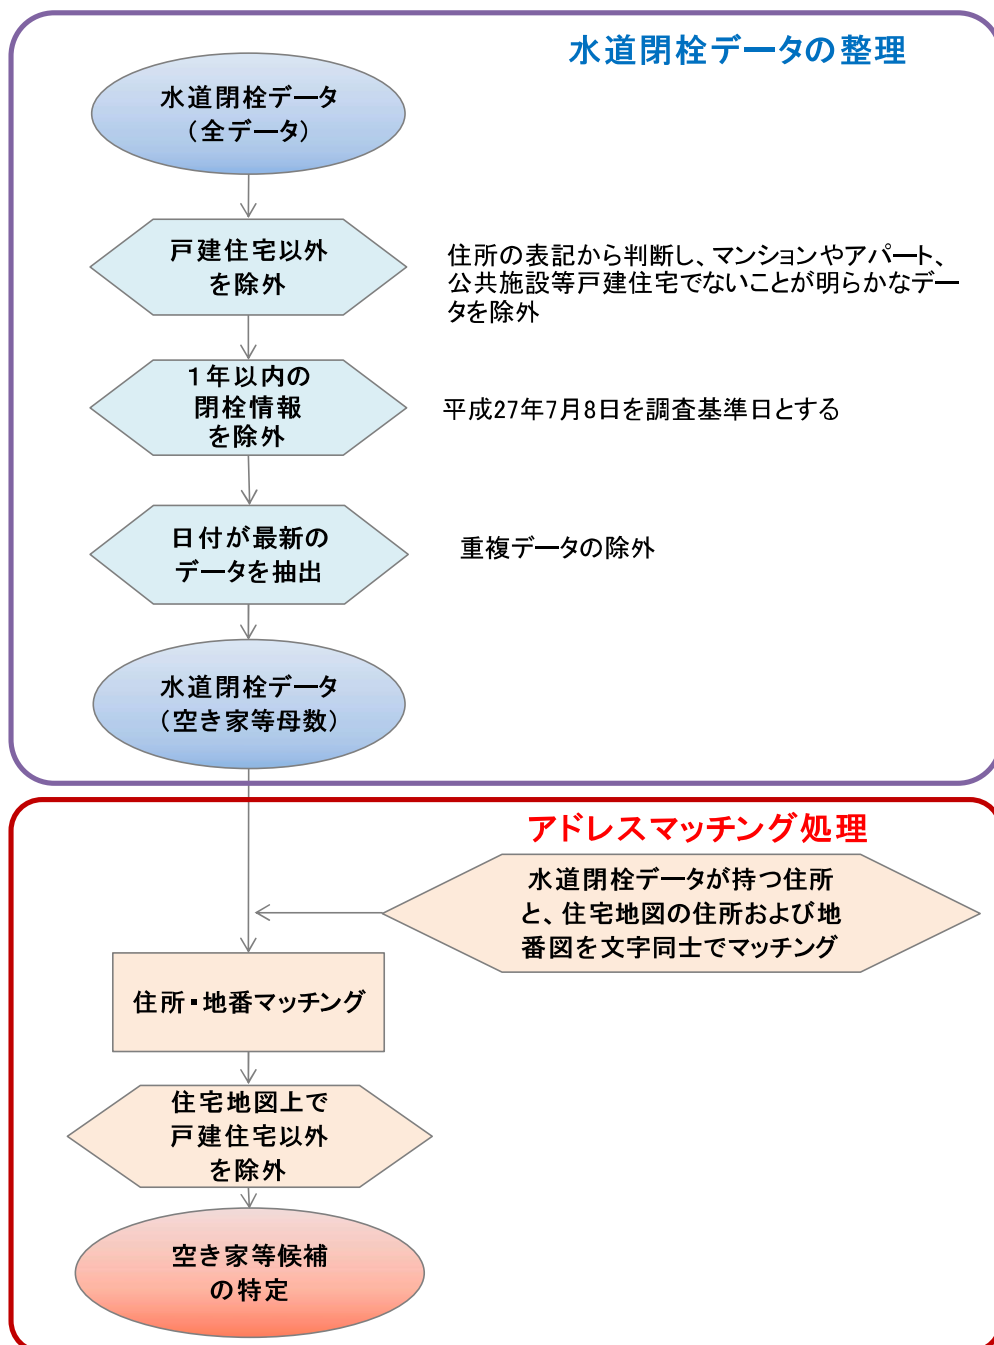 水道閉栓データの整理
水道閉栓データ
（全データ）
戸建住宅以外
を除外
住所の表記から判断し、マンションやアパート、
公共施設等戸建住宅でないことが明らかなデー
タを除外
１年以内の
閉栓情報
を除外
平成27年7月8日を調査基準日とする
日付が最新の
データを抽出
重複データの除外
水道閉栓データ
（空き家等母数）
アドレスマッチング処理
水道閉栓データが持つ住所
と、住宅地図の住所および地
番図を文字同士でマッチング
住所・地番マッチング
住宅地図上で
戸建住宅以外
を除外
空き家等候補
の特定